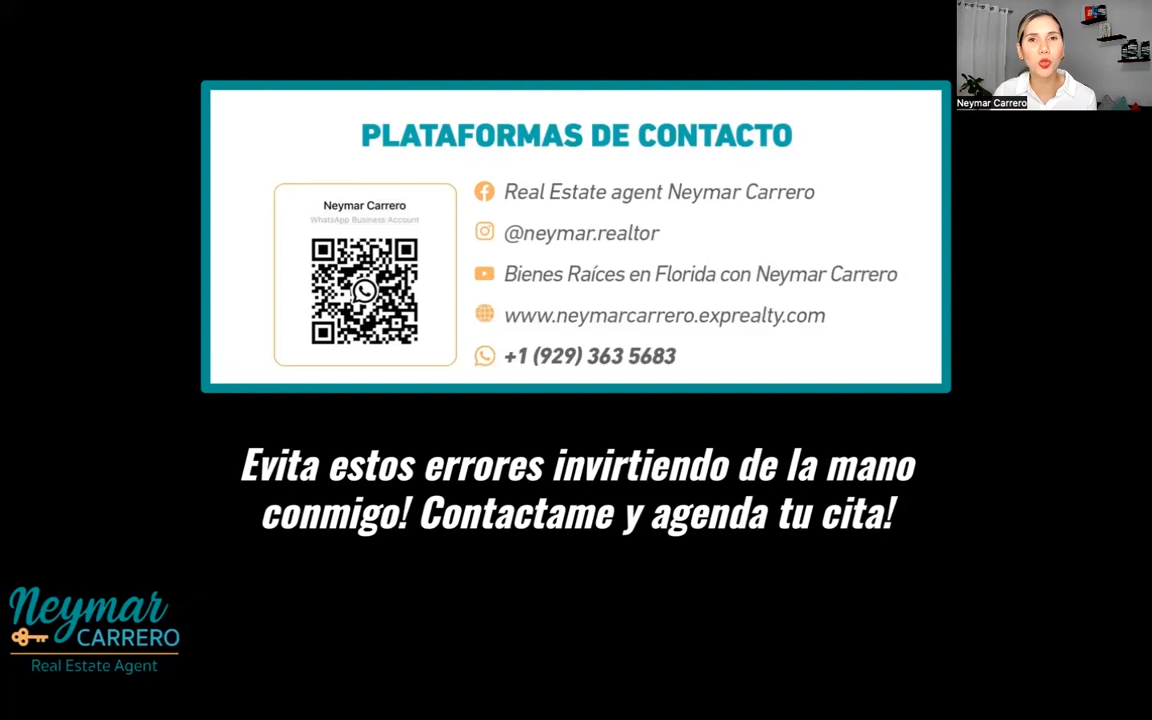 Neymar Carrero
PLATAFORMAS DE CONTACTO
Neymar Carrero
WhatsApp Business Account
Real Estate agent Neymar Carrero
@neymar.realtor
Bienes Raíces en Florida con Neymar Carrero
www.neymarcarrero.exprealty.com
+1 (929) 363 5683
Evita estos errores invirtiendo de la mano
conmigo! Contactame y agenda tu cita!
Neymar
CARRERO
Real Estate Agent